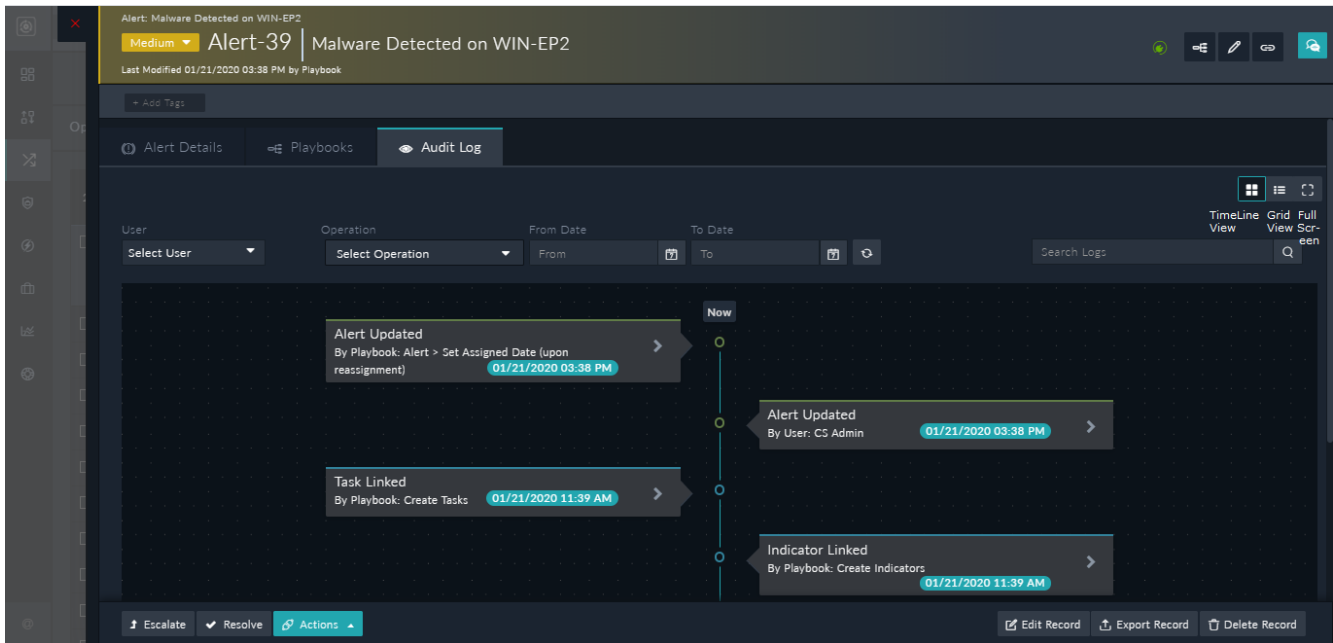 Alert: Malware Detected on WIN-EP2
Medium Alert-39 Malware Detected on WIN-EP2
Last Modified 01/21/2020 03:38 PM by Playbook
+ Add Tags
Op
Alert Details Playbooks Audit Log
TimeLine View Grid View Full Scr-een
User Operation From Date To Date
Select User Select Operation From To Search Logs
Now
Alert Updated
By Playbook: Alert > Set Assigned Date (upon
reassignment) 01/21/2020 03:38 PM
Alert Updated
By User: CS Admin 01/21/2020 03:38 PM
Task Linked
By Playbook: Create Tasks 01/21/2020 11:39 AM
Indicator Linked
By Playbook: Create Indicators
01/21/2020 11:39 AM
Escalate Resolve Actions Edit Record Export Record Delete Record